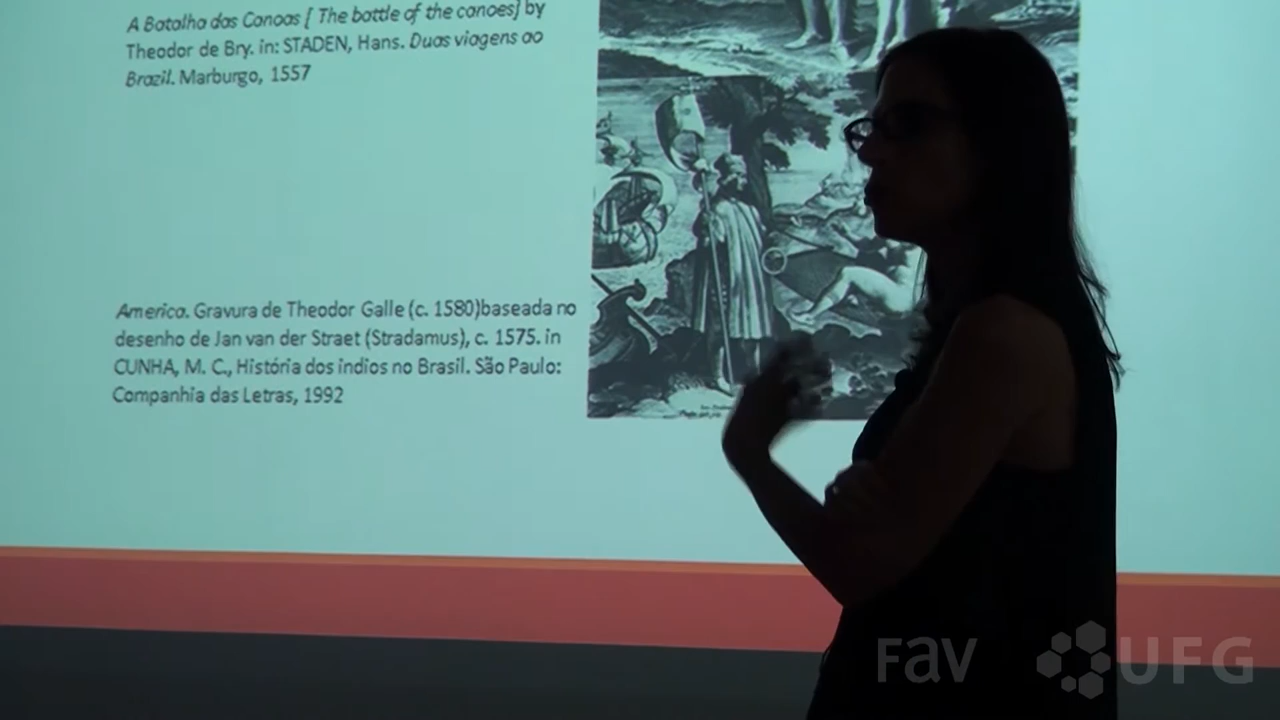 A Batalha das Canoas [ The battle of the canoes] by
Theodor de Bry. in: STADEN, Hans. Duas viagens ao
Brazil. Marburgo, 1557
America. Gravura de Theodor Galle (c. 1580)baseada no
desenho de Jan van der Straet (Stradamus), c. 1575. in
CUNHA, M. C., História dos indios no Brasil. São Paulo:
Companhia das Letras, 1992
FaV UFG